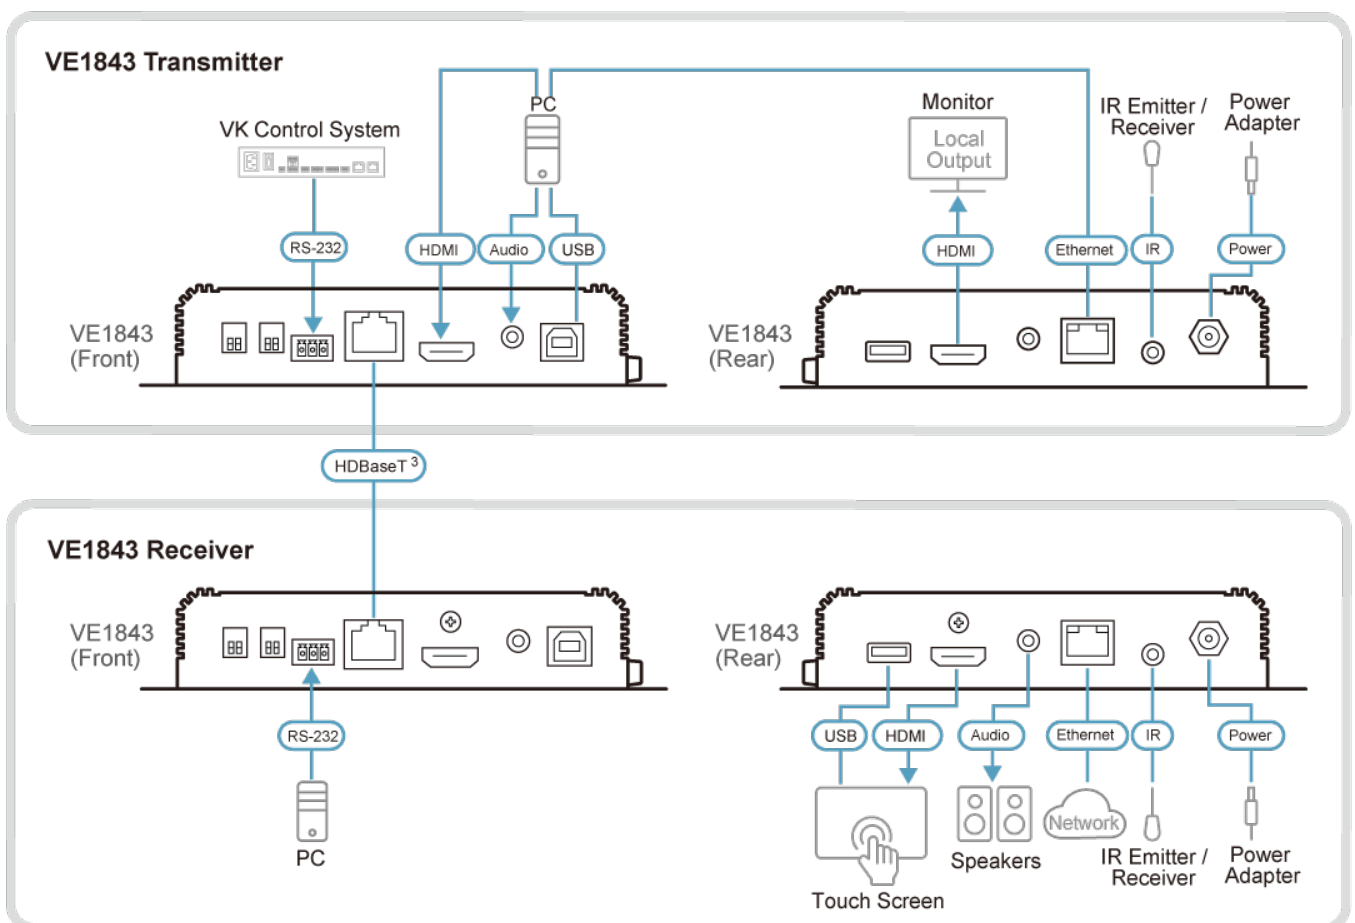 VE1843 Transmitter
VK Control System
PC
Monitor
Local
Output
IR Emitter /
Receiver
Power
Adapter
RS-232
HDMI
Audio
USB
HDMI
Ethernet
IR
Power
VE1843
(Front)
VE1843
(Rear)
HDBaseT 3
VE1843 Receiver
VE1843
(Front)
VE1843
(Rear)
RS-232
USB
HDMI
Audio
Ethernet
IR
Power
PC
Touch Screen
Speakers
Network
IR Emitter /
Receiver
Power
Adapter